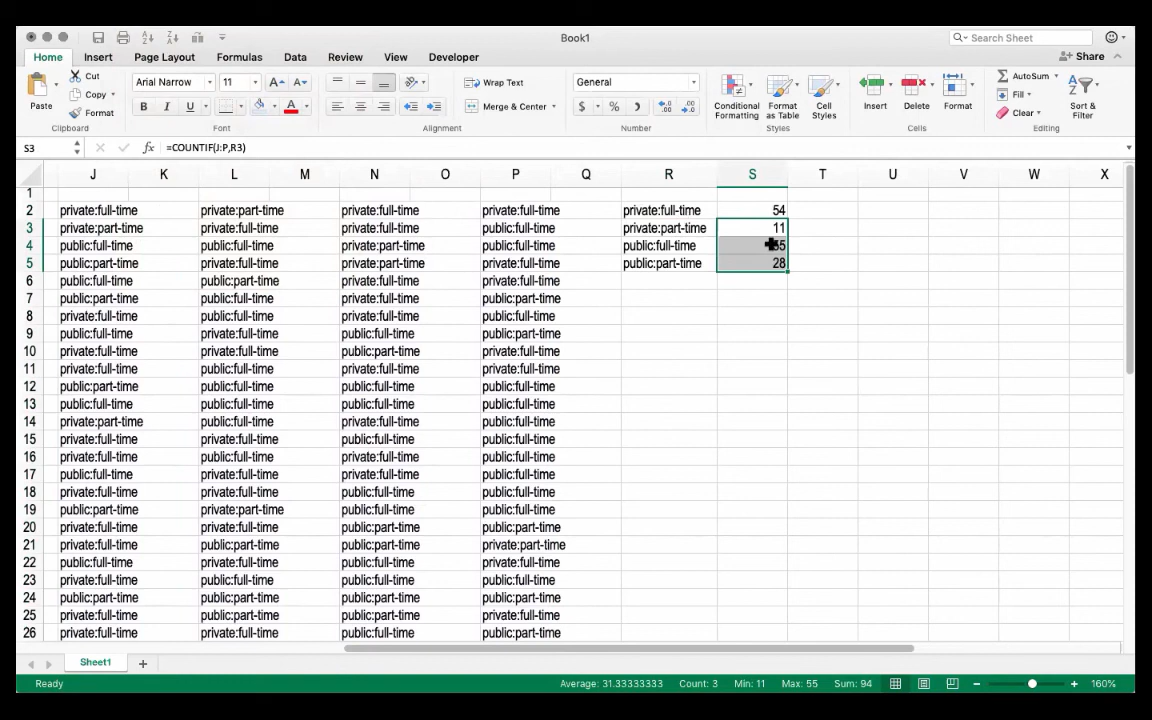 Book1
Search Sheet
Home Insert Page Layout Formulas Data Review View Developer
Share
Paste
Cut
Copy
Format
Clipboard
Arial Narrow 11
B I U
Font
Wrap Text
Merge & Center
Alignment
General
$ %
Number
Conditional Formatting
Format as Table
Cell Styles
Styles
Insert Delete Format
Cells
AutoSum
Fill
Clear
Sort & Filter
Editing
S3 fx =COUNTIF(J:P,R3)
J K L M N O P Q R S T U V W X
1
2 private:full-time private:part-time private:full-time private:full-time private:full-time 54
3 private:part-time private:full-time private:full-time public:full-time private:part-time 11
4 public:full-time public:full-time private:part-time private:full-time public:full-time
5 public:part-time public:full-time private:part-time private:full-time public:part-time 28
6 public:full-time public:part-time public:full-time private:full-time
7 public:part-time public:full-time private:full-time public:part-time
8 private:full-time public:full-time private:full-time public:full-time
9 public:full-time private:full-time public:full-time public:part-time
10 private:full-time private:full-time public:part-time private:full-time
11 private:full-time private:full-time private:full-time private:full-time
12 public:part-time public:full-time public:full-time public:full-time
13 public:full-time public:full-time public:full-time public:full-time
14 private:part-time public:full-time private:full-time public:full-time
15 private:full-time private:full-time public:full-time public:full-time
16 private:full-time private:full-time private:full-time public:full-time
17 public:full-time private:full-time private:full-time public:full-time
18 private:full-time private:full-time public:full-time public:full-time
19 public:part-time private:part-time public:full-time public:full-time
20 private:full-time private:full-time public:part-time public:part-time
21 private:full-time public:part-time public:part-time private:part-time
22 public:full-time public:full-time public:full-time private:full-time
23 private:full-time public:full-time public:full-time public:full-time
24 public:part-time public:part-time public:part-time public:full-time
25 private:full-time public:part-time public:full-time private:full-time
26 private:full-time private:full-time public:full-time public:part-time
Sheet1
Ready Average: 31.33333333 Count: 3 Min: 11 Max: 55 Sum: 94 160%